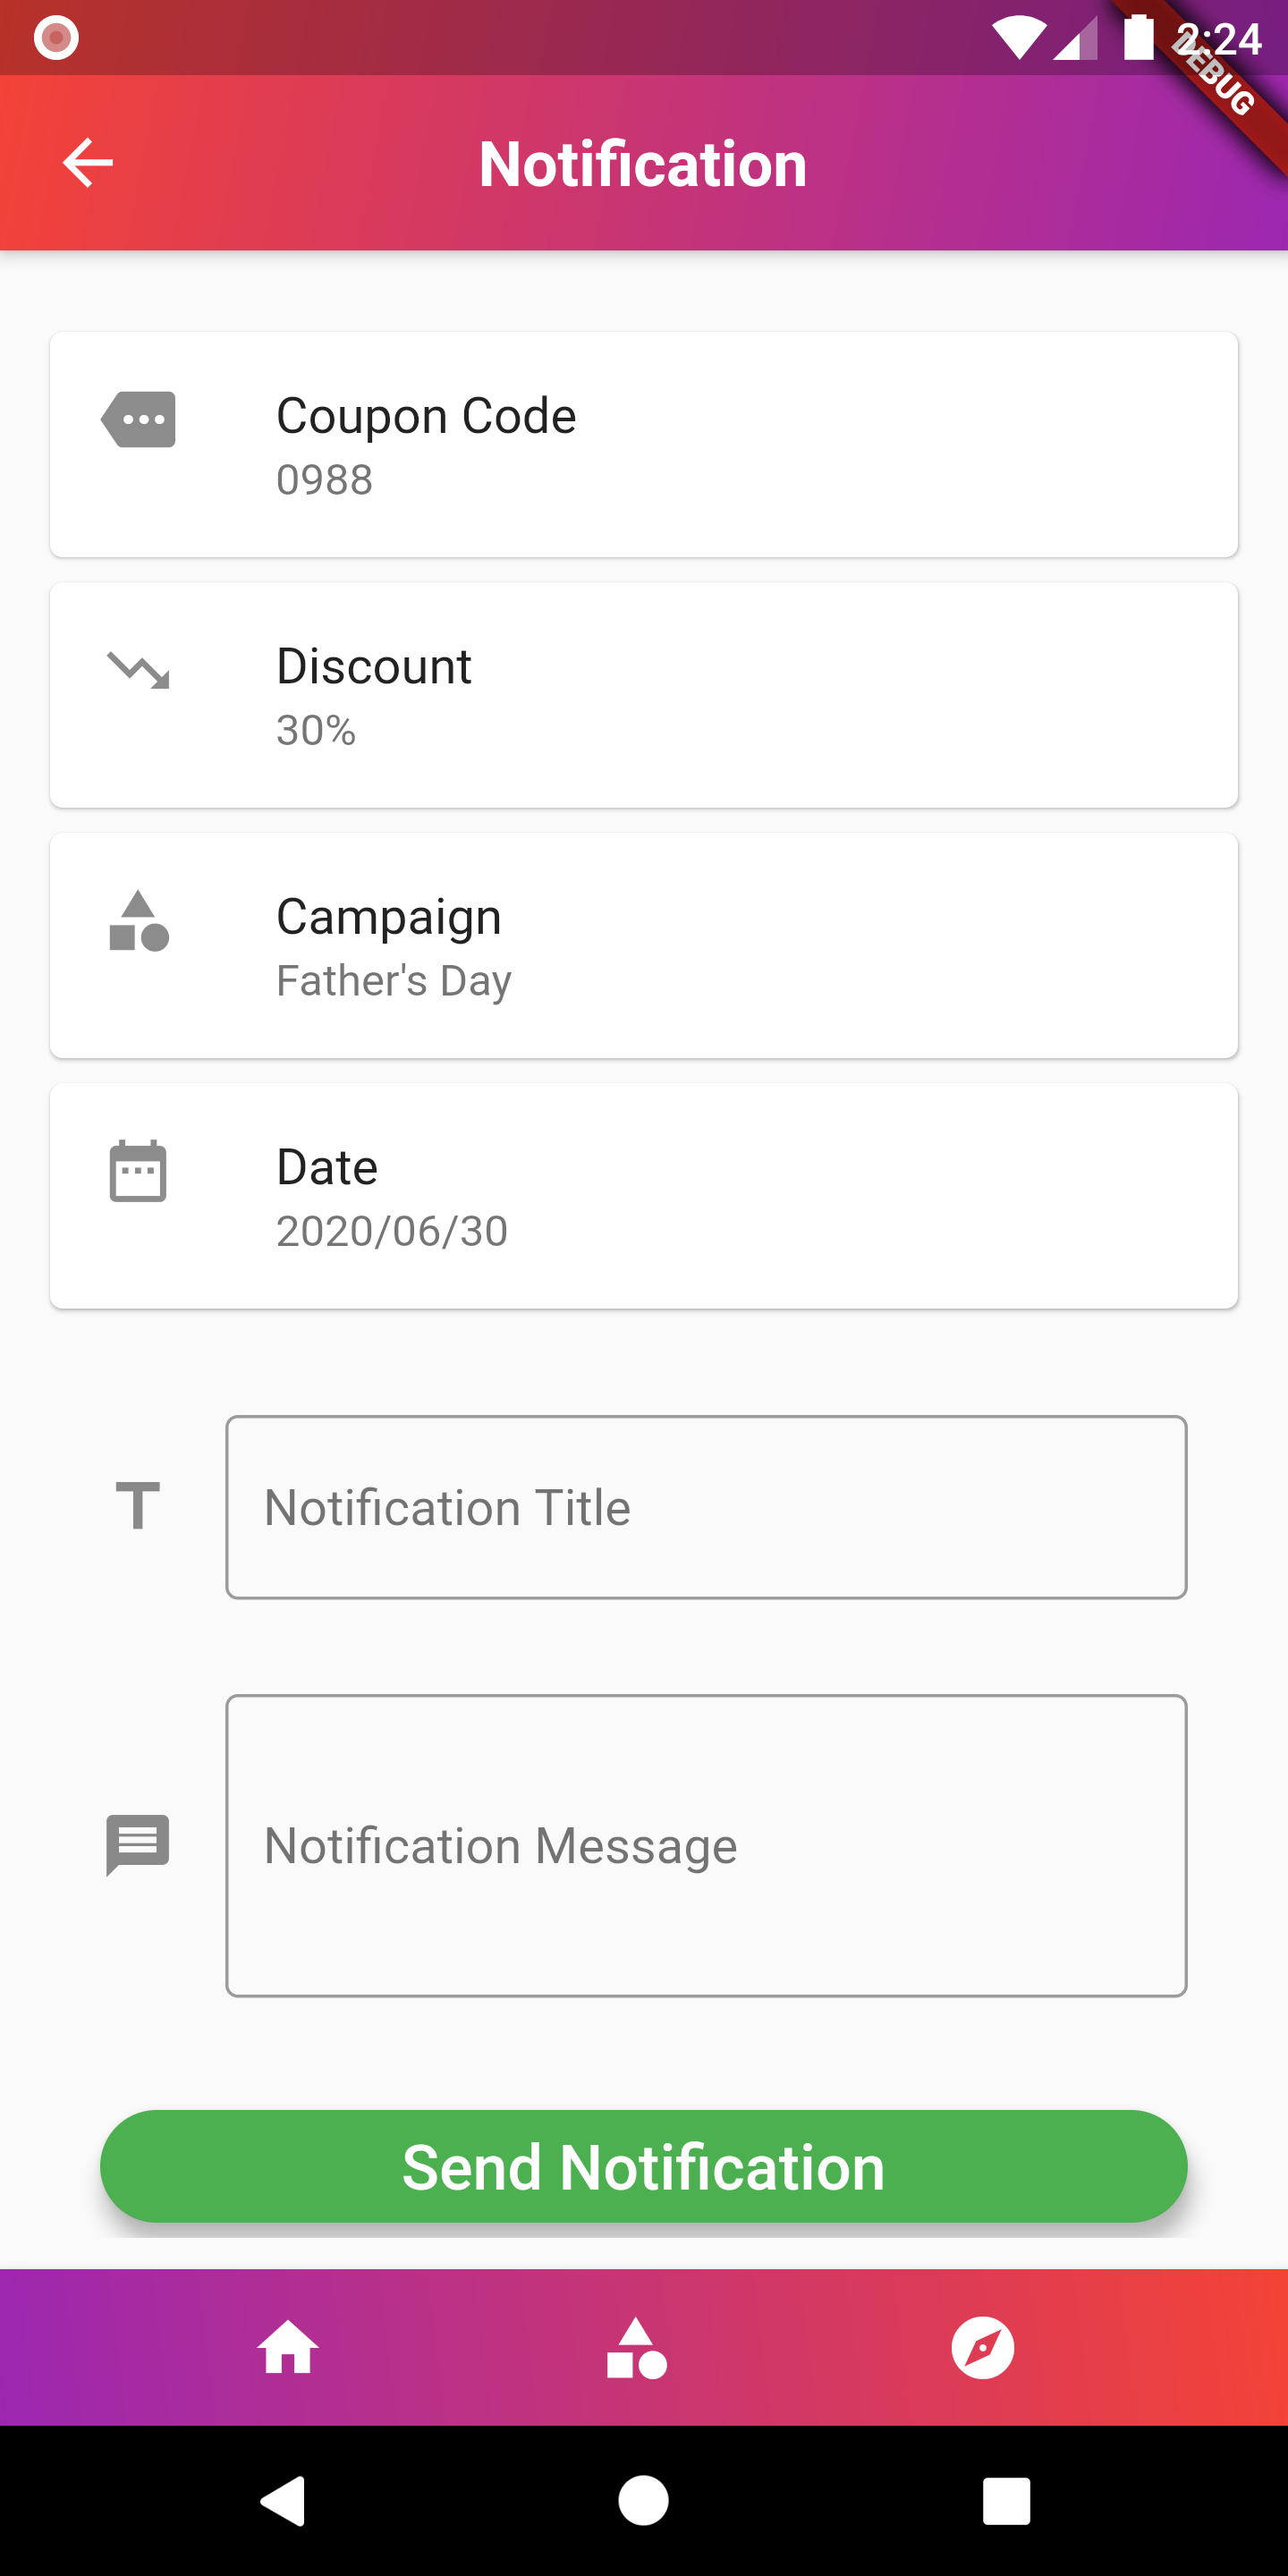 2:24
DEBUG
Notification
Coupon Code
0988
Discount
30%
Campaign
Father's Day
Date
2020/06/30
Notification Title
Notification Message
Send Notification